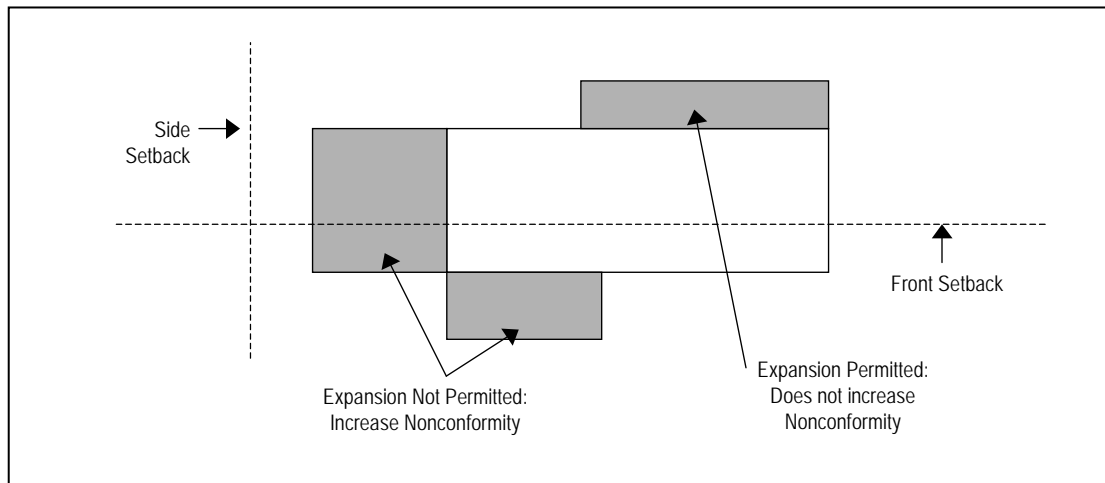 Side
Setback
Front Setback
Expansion Not Permitted:
Increase Nonconformity
Expansion Permitted:
Does not increase
Nonconformity